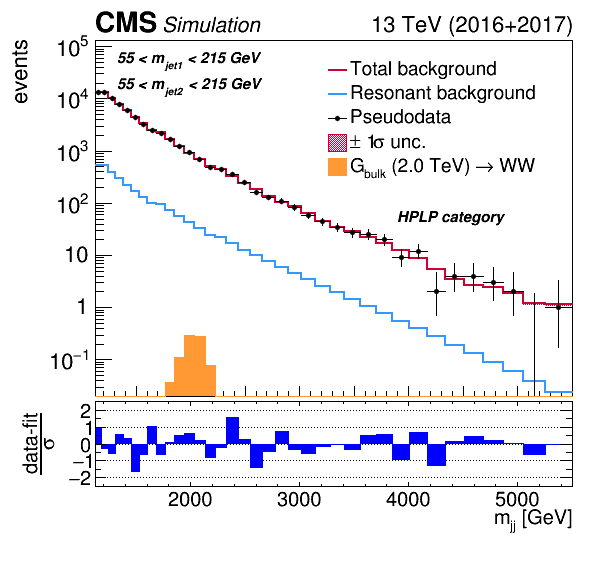 CMS Simulation 13 TeV (2016+2017)
events
10^5
10^4
10^3
10^2
10
1
10^−1
55 < m_jet1 < 215 GeV
55 < m_jet2 < 215 GeV
Total background
Resonant background
Pseudodata
± 1σ unc.
G_bulk (2.0 TeV) → WW
HPLP category
data-fit
σ
2
1
0
−1
−2
2000 3000 4000 5000
m_jj [GeV]